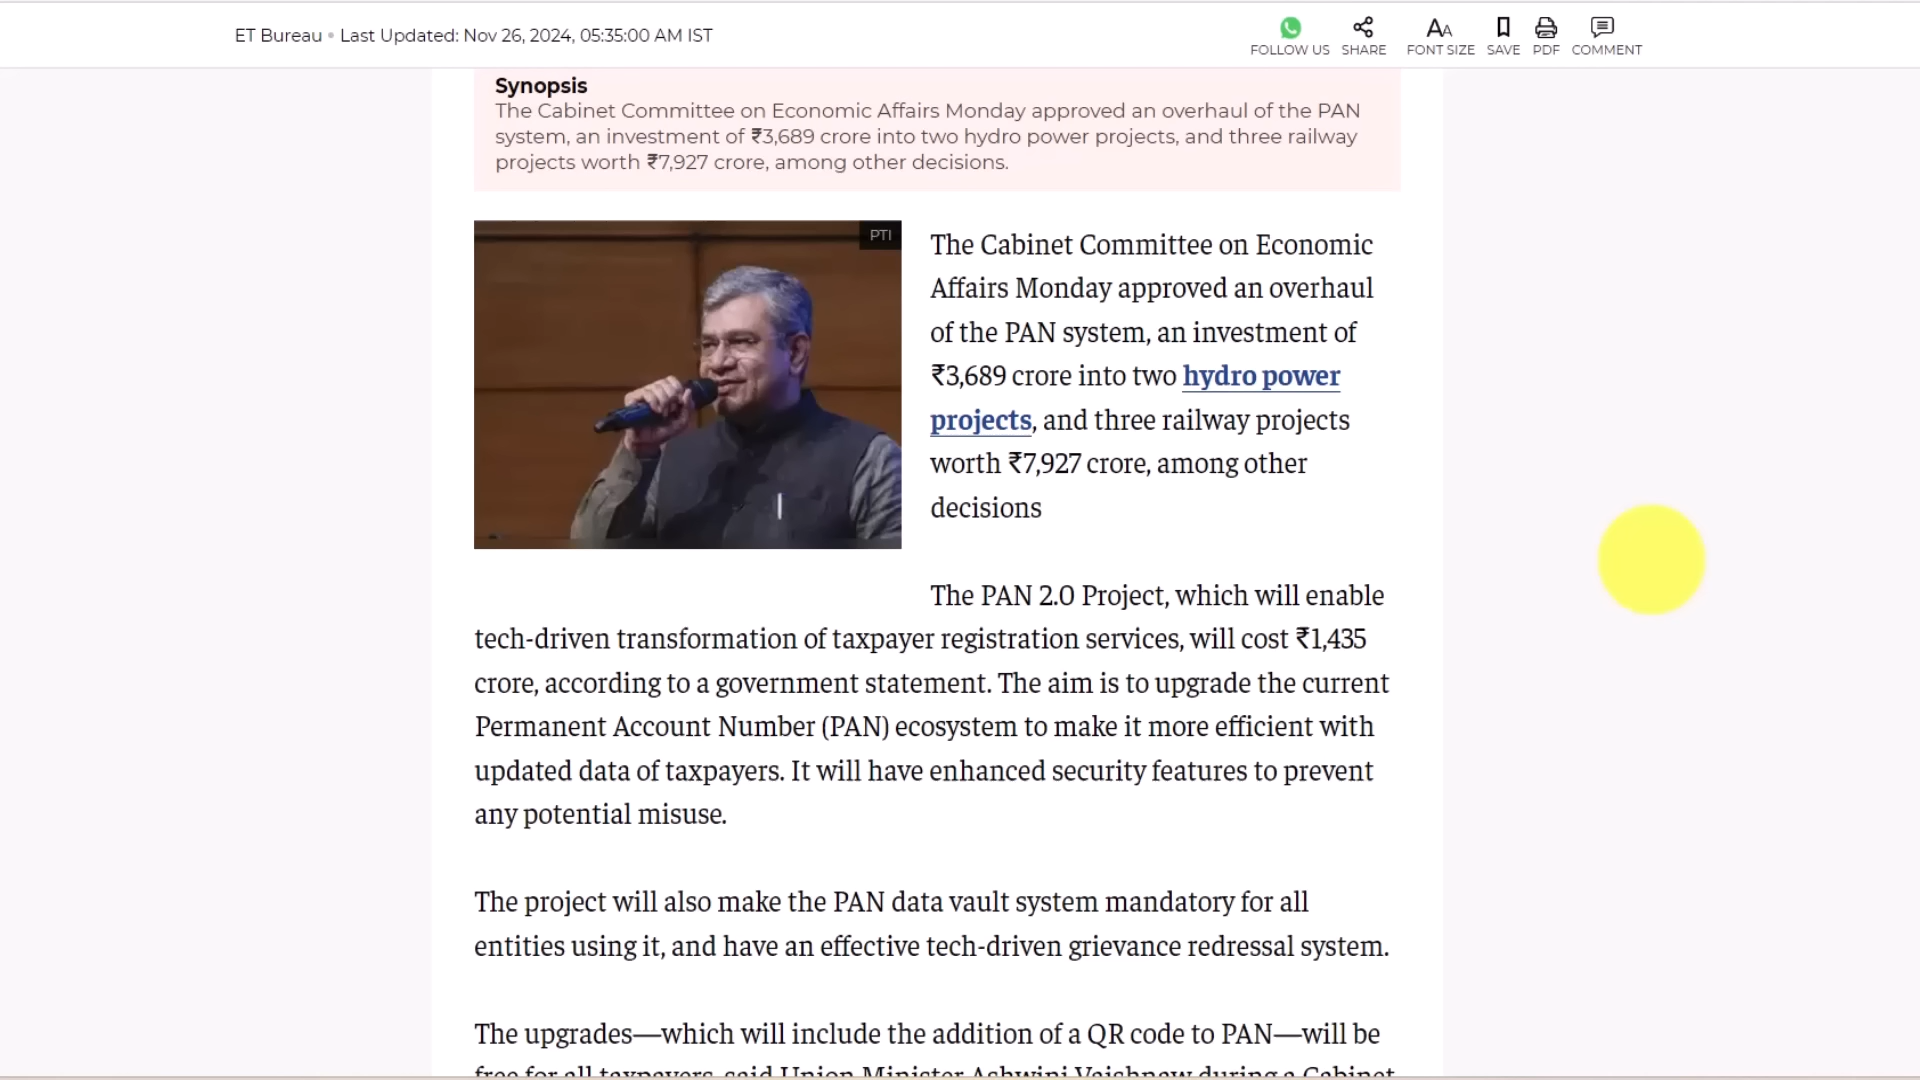 ET Bureau • Last Updated: Nov 26, 2024, 05:35:00 AM IST
FOLLOW US
SHARE
FONT SIZE
SAVE
PDF
COMMENT
Synopsis
The Cabinet Committee on Economic Affairs Monday approved an overhaul of the PAN
system, an investment of ₹3,689 crore into two hydro power projects, and three railway
projects worth ₹7,927 crore, among other decisions.
PTI
The Cabinet Committee on Economic
Affairs Monday approved an overhaul
of the PAN system, an investment of
₹3,689 crore into two hydro power
projects, and three railway projects
worth ₹7,927 crore, among other
decisions
The PAN 2.0 Project, which will enable
tech-driven transformation of taxpayer registration services, will cost ₹1,435
crore, according to a government statement. The aim is to upgrade the current
Permanent Account Number (PAN) ecosystem to make it more efficient with
updated data of taxpayers. It will have enhanced security features to prevent
any potential misuse.
The project will also make the PAN data vault system mandatory for all
entities using it, and have an effective tech-driven grievance redressal system.
The upgrades—which will include the addition of a QR code to PAN—will be
free for all taxpayers, said Union Minister Ashwini Vaishnaw during a Cabinet